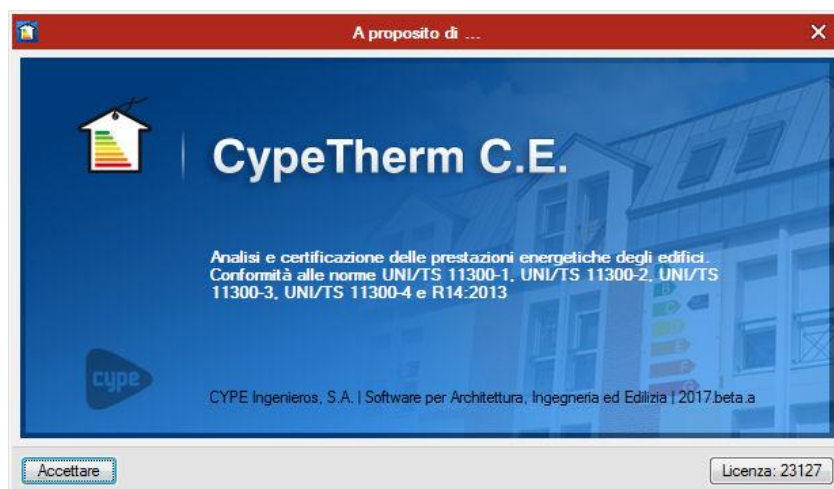 A proposito di ...
CypeTherm C.E.
Analisi e certificazione delle prestazioni energetiche degli edifici.
Conformità alle norme UNI/TS 11300-1, UNI/TS 11300-2, UNI/TS
11300-3, UNI/TS 11300-4 e R14:2013
B
C
E
F
G
cype
CYPE Ingenieros, S.A. | Software per Architettura, Ingegneria ed Edilizia | 2017.beta.a
Accettare
Licenza: 23127